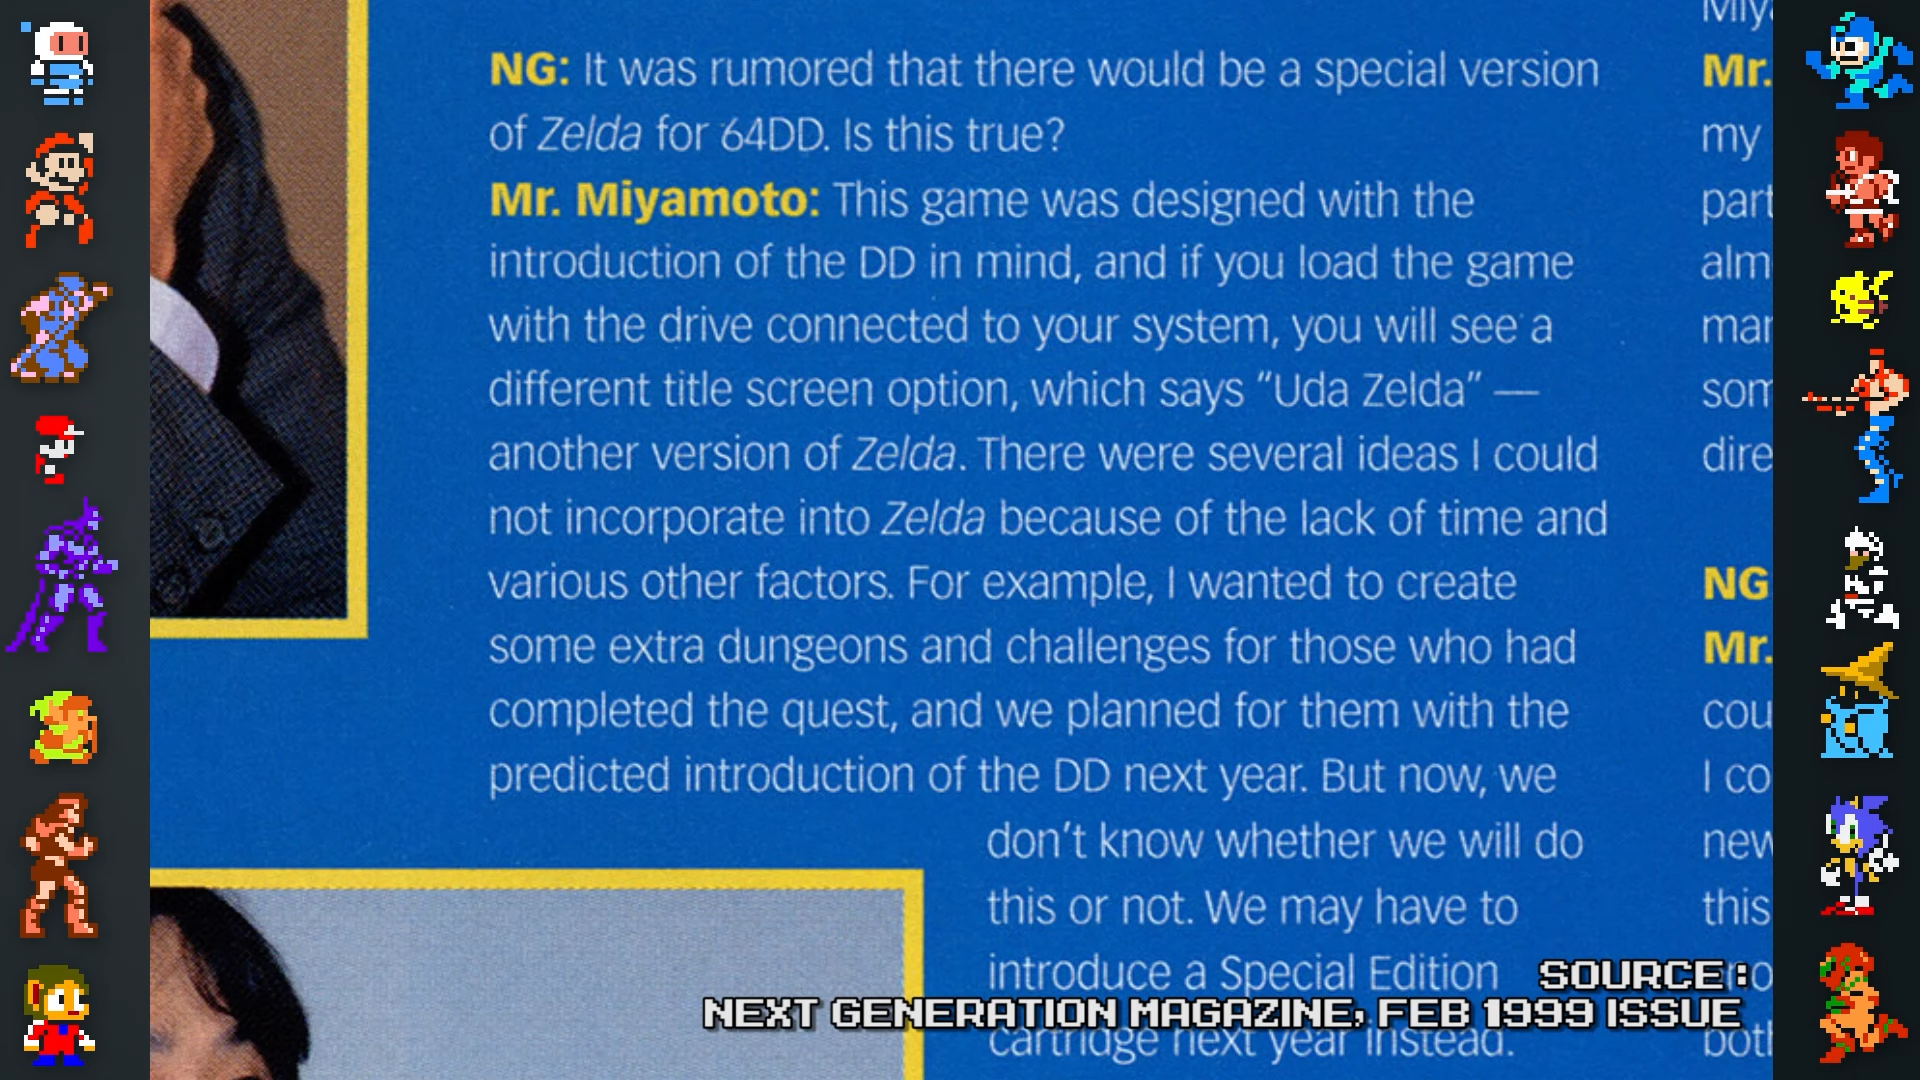 NG: It was rumored that there would be a special version
of Zelda for 64DD. Is this true?
Mr. Miyamoto: This game was designed with the
introduction of the DD in mind, and if you load the game
with the drive connected to your system, you will see a
different title screen option, which says “Uda Zelda” —
another version of Zelda. There were several ideas I could
not incorporate into Zelda because of the lack of time and
various other factors. For example, I wanted to create
some extra dungeons and challenges for those who had
completed the quest, and we planned for them with the
predicted introduction of the DD next year. But now, we
don’t know whether we will do
this or not. We may have to
introduce a Special Edition
cartridge next year instead.
Mr.
my
NG
Mr.
I co
this
both
SOURCE:
NEXT GENERATION MAGAZINE, FEB 1999 ISSUE